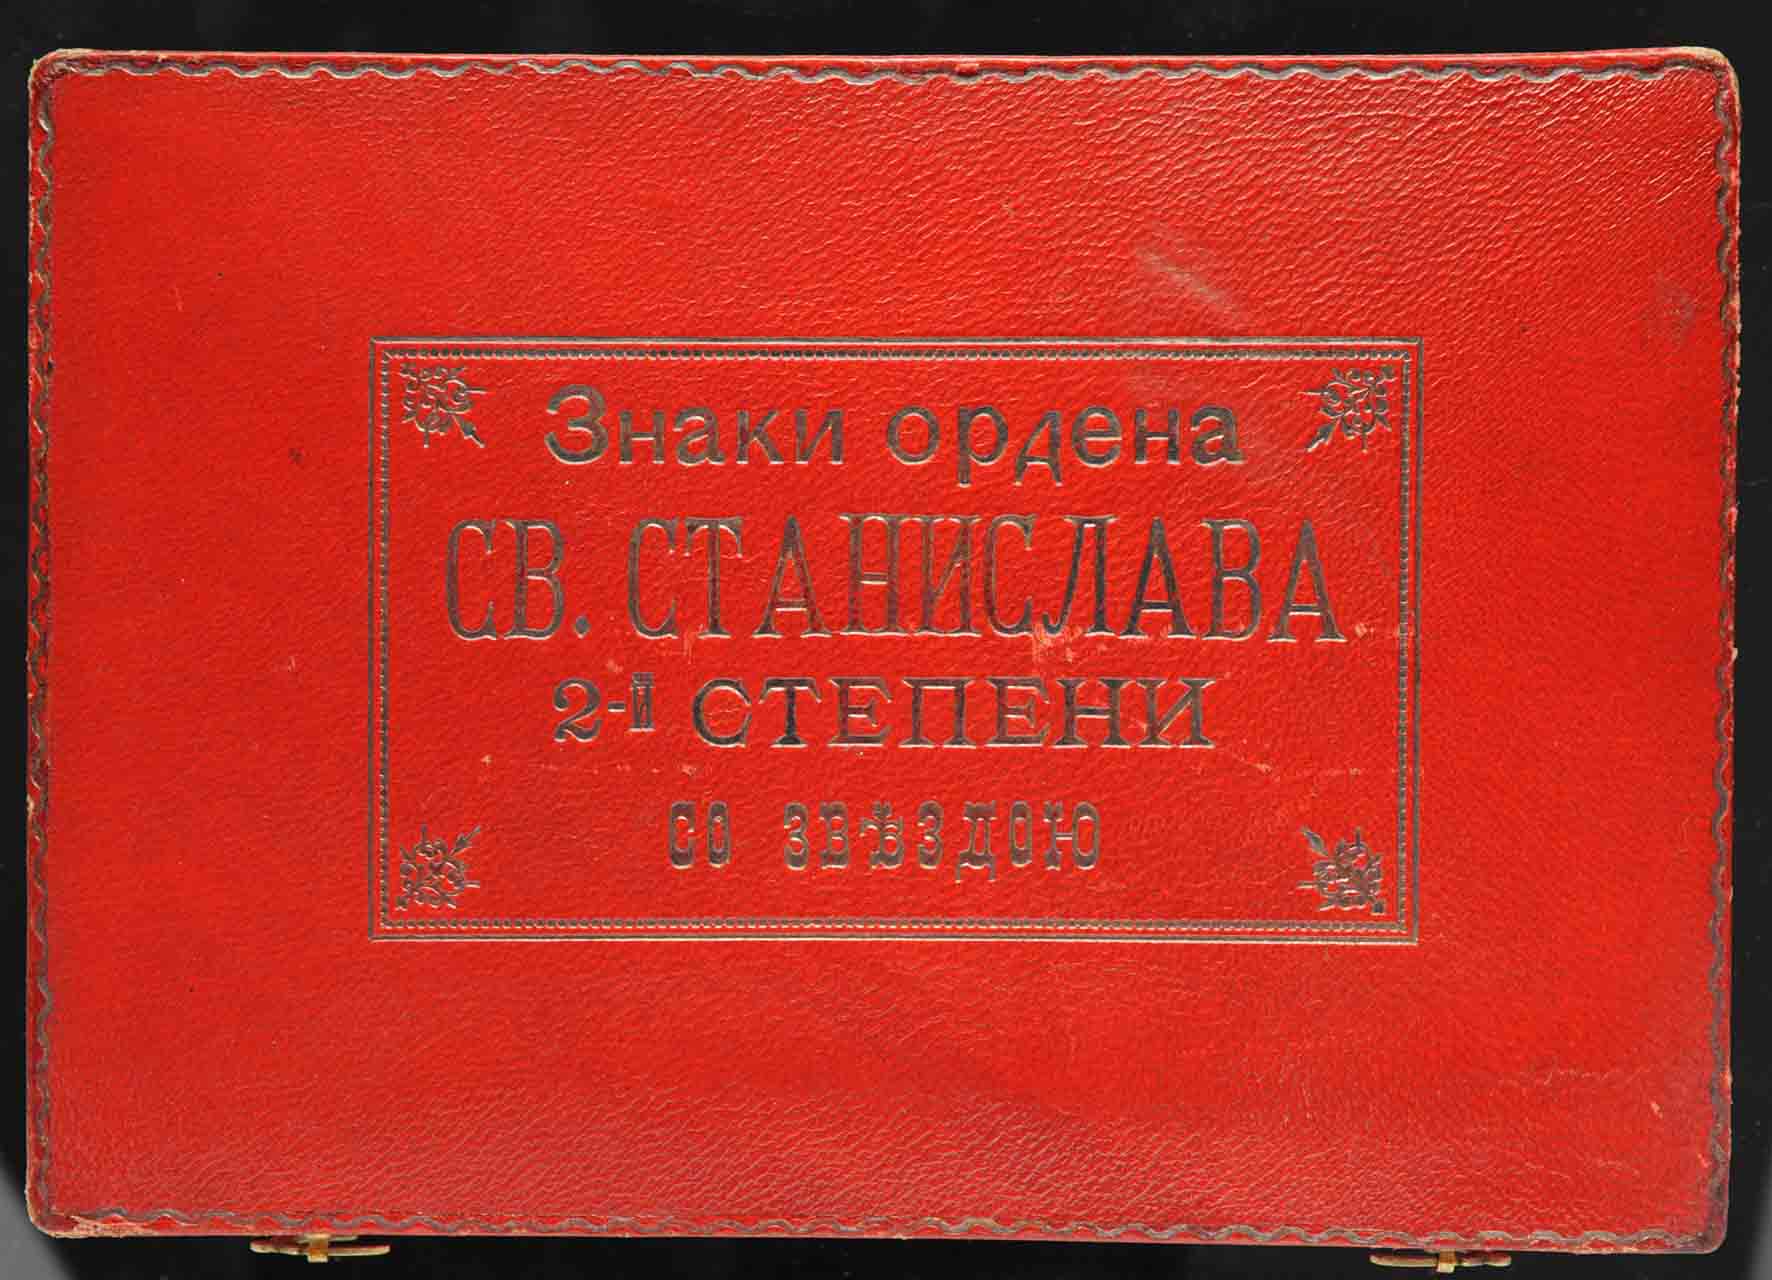 Знаки ордена
СВ. СТАНИСЛАВА
2-й СТЕПЕНИ
СО ЗВѢЗДОЮ